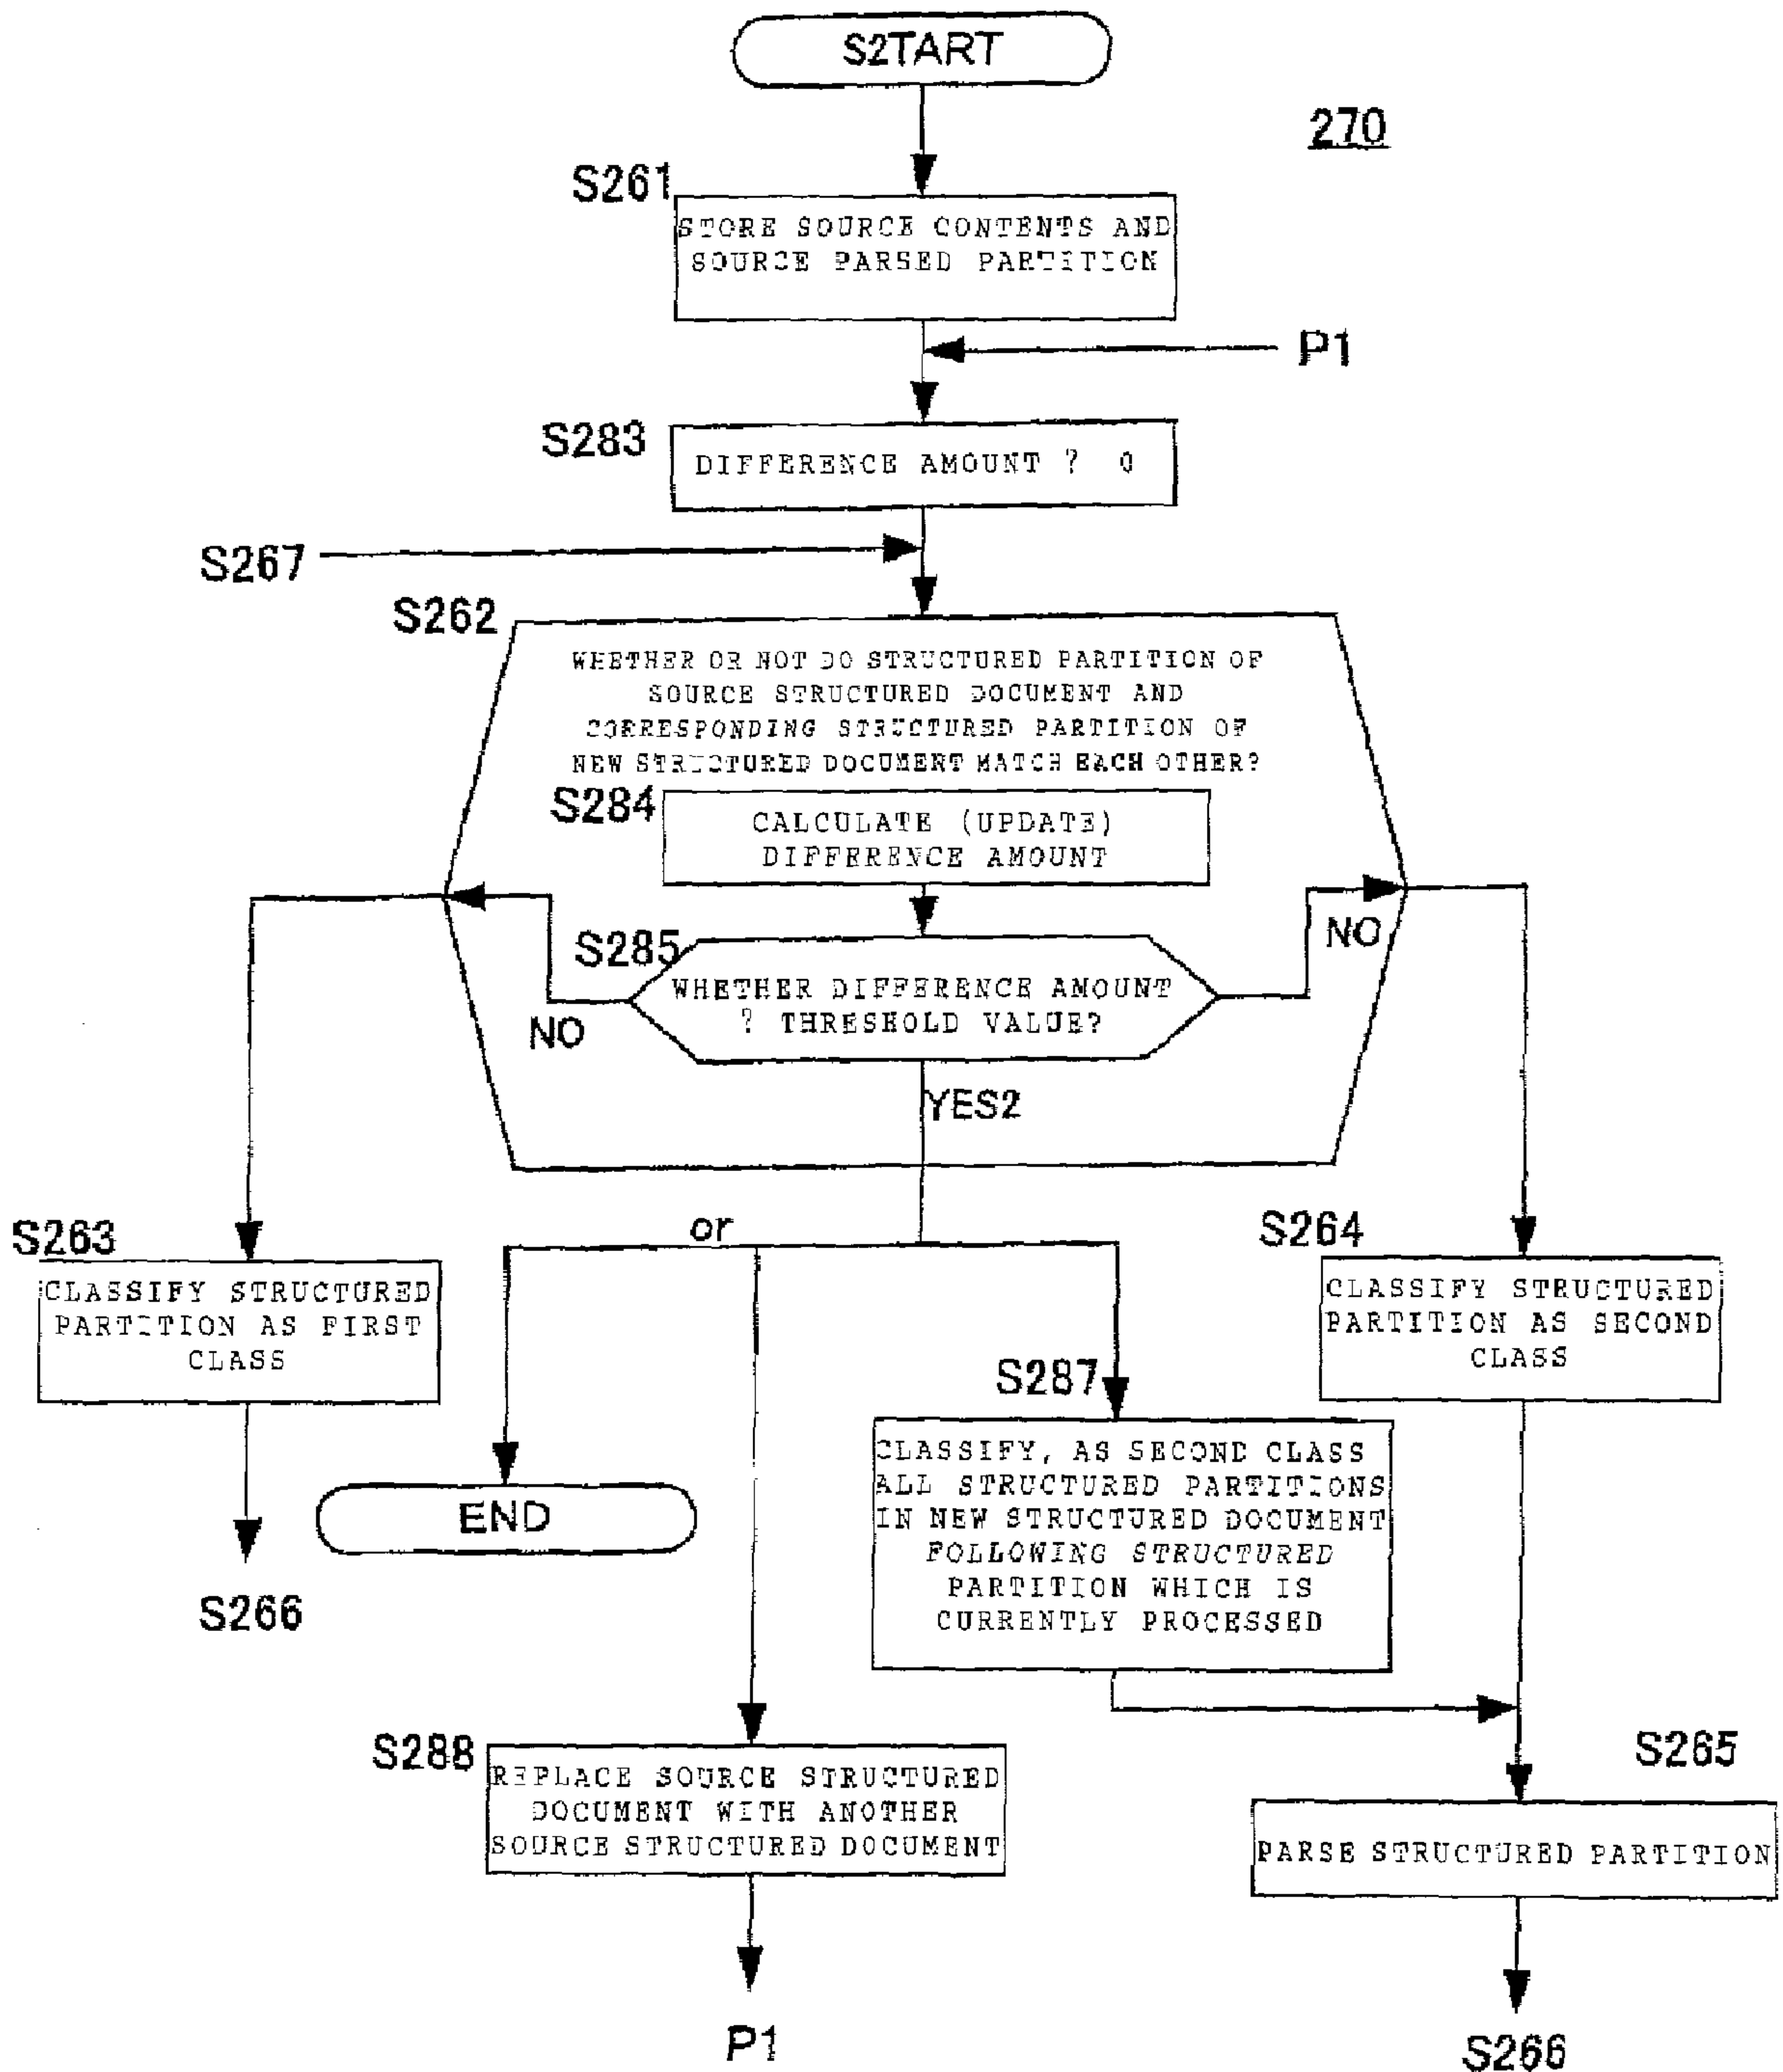 S2TART
270
S261
STORE SOURCE CONTENTS AND
SOURCE PARSED PARTITION
P1
S283
DIFFERENCE AMOUNT ? 0
S267
S262
WHETHER OR NOT DO STRUCTURED PARTITION OF
SOURCE STRUCTURED DOCUMENT AND
CORRESPONDING STRUCTURED PARTITION OF
NEW STRUCTURED DOCUMENT MATCH EACH OTHER?
S284
CALCULATE (UPDATE)
DIFFERENCE AMOUNT
S285
WHETHER DIFFERENCE AMOUNT
? THRESHOLD VALUE?
NO
NO
YES2
or
S263
CLASSIFY STRUCTURED
PARTITION AS FIRST
CLASS
S264
CLASSIFY STRUCTURED
PARTITION AS SECOND
CLASS
S287
CLASSIFY, AS SECOND CLASS
ALL STRUCTURED PARTITIONS
IN NEW STRUCTURED DOCUMENT
FOLLOWING STRUCTURED
PARTITION WHICH IS
CURRENTLY PROCESSED
END
S266
S288
REPLACE SOURCE STRUCTURED
DOCUMENT WITH ANOTHER
SOURCE STRUCTURED DOCUMENT
S265
PARSE STRUCTURED PARTITION
P1
S266